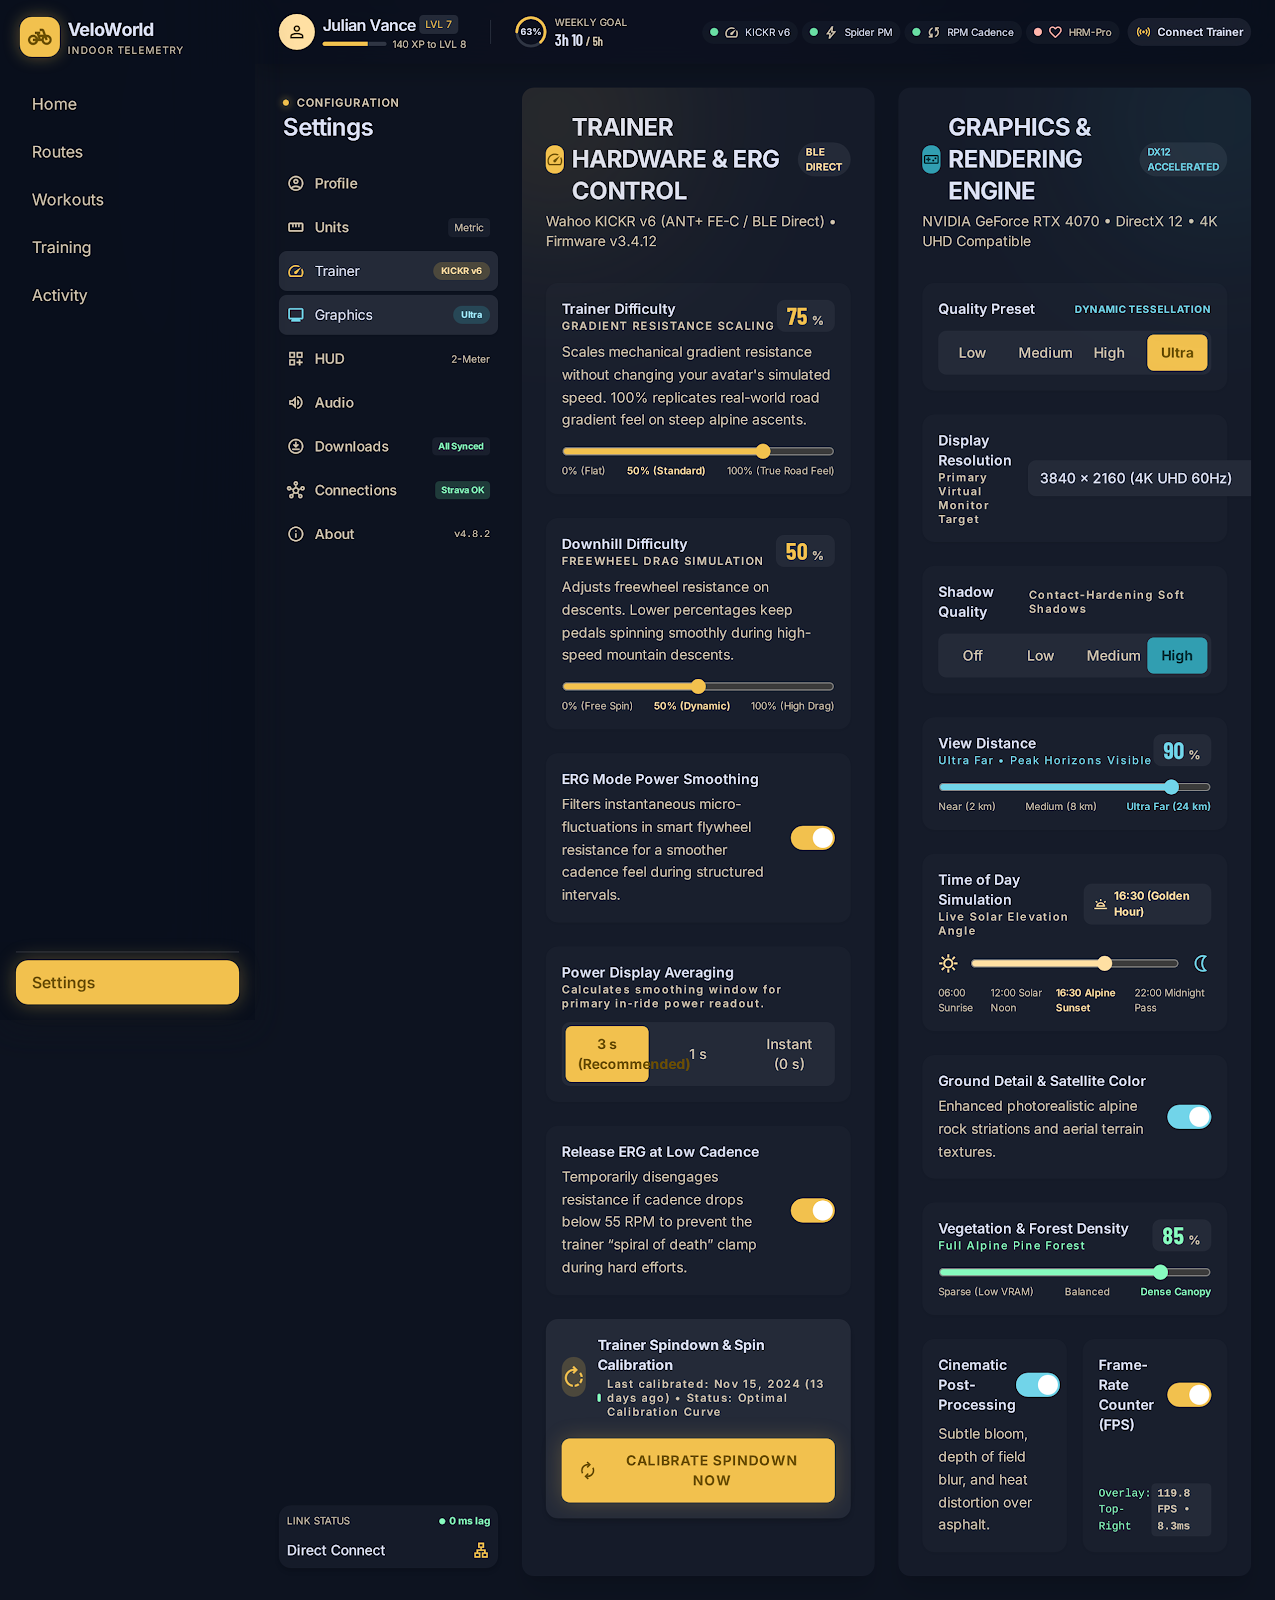 VeloWorld
INDOOR TELEMETRY
Home
Routes
Workouts
Training
Activity
Settings
Julian Vance LVL 7
140 XP to LVL 8
63%
WEEKLY GOAL
3h 10 / 5h
KICKR v6
Spider PM
RPM Cadence
HRM-Pro
Connect Trainer
CONFIGURATION
Settings
Profile
Units Metric
Trainer KICKR v6
Graphics Ultra
HUD 2-Meter
Audio
Downloads All Synced
Connections Strava OK
About v4.8.2
LINK STATUS 0 ms lag
Direct Connect
TRAINER
HARDWARE & ERG
CONTROL
BLE
DIRECT
Wahoo KICKR v6 (ANT+ FE-C / BLE Direct) •
Firmware v3.4.12
Trainer Difficulty
GRADIENT RESISTANCE SCALING
75 %
Scales mechanical gradient resistance
without changing your avatar's simulated
speed. 100% replicates real-world road
gradient feel on steep alpine ascents.
0% (Flat) 50% (Standard) 100% (True Road Feel)
Downhill Difficulty
FREEWHEEL DRAG SIMULATION
50 %
Adjusts freewheel resistance on
descents. Lower percentages keep
pedals spinning smoothly during high-
speed mountain descents.
0% (Free Spin) 50% (Dynamic) 100% (High Drag)
ERG Mode Power Smoothing
Filters instantaneous micro-
fluctuations in smart flywheel
resistance for a smoother
cadence feel during structured
intervals.
Power Display Averaging
Calculates smoothing window for
primary in-ride power readout.
3 s
(Recommended)
1 s
Instant
(0 s)
Release ERG at Low Cadence
Temporarily disengages
resistance if cadence drops
below 55 RPM to prevent the
trainer “spiral of death” clamp
during hard efforts.
Trainer Spindown & Spin
Calibration
Last calibrated: Nov 15, 2024 (13
days ago) • Status: Optimal
Calibration Curve
CALIBRATE SPINDOWN
NOW
GRAPHICS &
RENDERING
ENGINE
DX12
ACCELERATED
NVIDIA GeForce RTX 4070 • DirectX 12 • 4K
UHD Compatible
Quality Preset DYNAMIC TESSELLATION
Low Medium High Ultra
Display
Resolution
Primary
Virtual
Monitor
Target
3840 × 2160 (4K UHD 60Hz)
Shadow
Quality
Contact-Hardening Soft
Shadows
Off Low Medium High
View Distance
Ultra Far • Peak Horizons Visible
90 %
Near (2 km) Medium (8 km) Ultra Far (24 km)
Time of Day
Simulation
Live Solar Elevation
Angle
16:30 (Golden
Hour)
06:00
Sunrise
12:00 Solar
Noon
16:30 Alpine
Sunset
22:00 Midnight
Pass
Ground Detail & Satellite Color
Enhanced photorealistic alpine
rock striations and aerial terrain
textures.
Vegetation & Forest Density
Full Alpine Pine Forest
85 %
Sparse (Low VRAM) Balanced Dense Canopy
Cinematic
Post-
Processing
Subtle bloom,
depth of field
blur, and heat
distortion over
asphalt.
Frame-
Rate
Counter
(FPS)
Overlay:
Top-
Right
119.8
FPS •
8.3ms